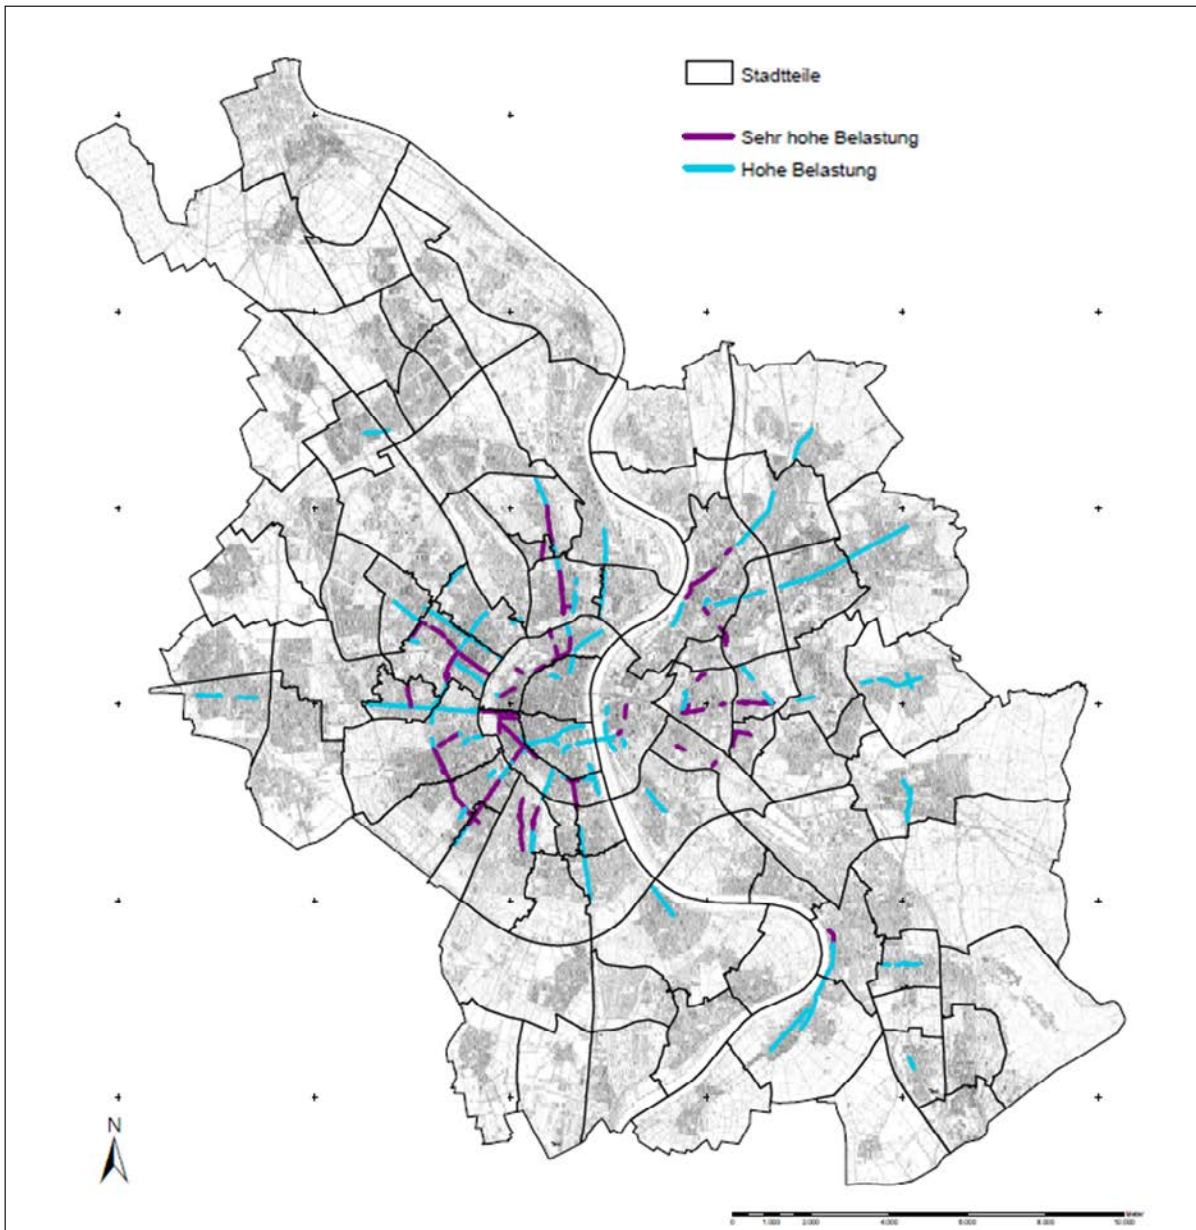 Stadtteile
Sehr hohe Belastung
Hohe Belastung
N
Meter
0 1.000 2.000 4.000 6.000 8.000 10.000